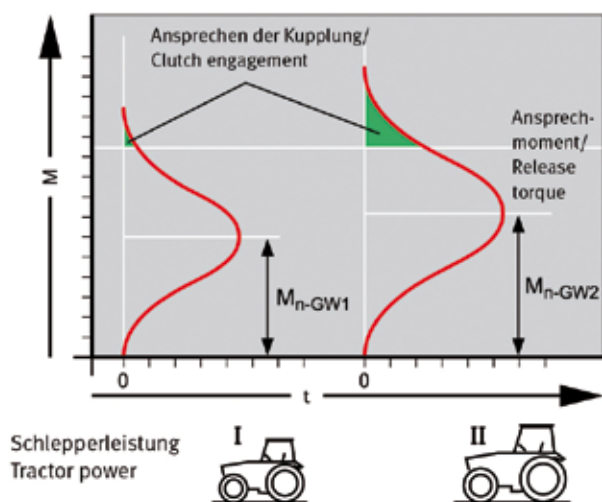 Ansprechen der Kupplung/
Clutch engagement
Ansprech-
moment/
Release
torque
M
Mn-GW1
Mn-GW2
0
0
t
Schlepperleistung
Tractor power
I
II